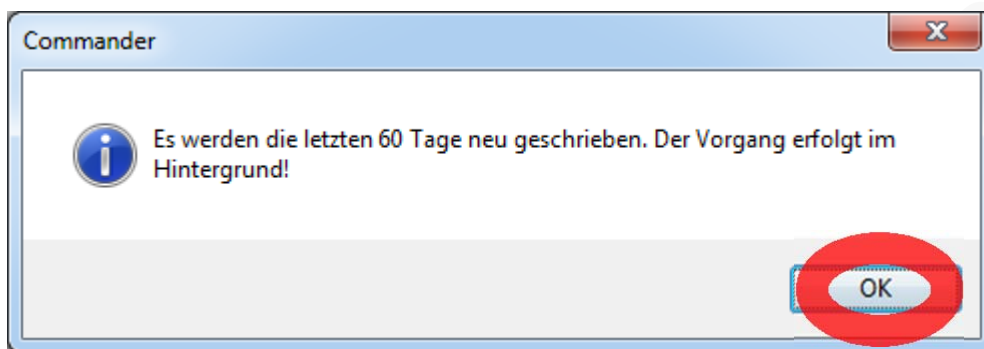 Commander
Es werden die letzten 60 Tage neu geschrieben. Der Vorgang erfolgt im
Hintergrund!
OK